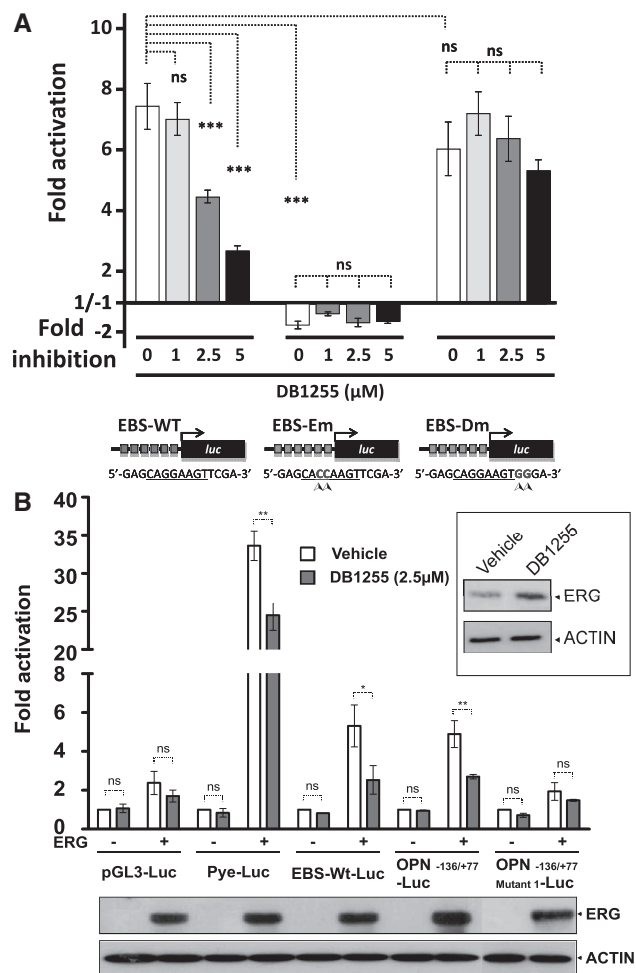 A
Fold activation
10
8
6
4
2
1/-1
-2
Fold inhibition
ns
***
***
***
ns
ns
ns
0 1 2.5 5 0 1 2.5 5 0 1 2.5 5
DB1255 (µM)
EBS-WT
luc
5’-GAGCAGGAAGTTCGA-3’
EBS-Em
luc
5’-GAGCACCAAGTTCGA-3’
EBS-Dm
luc
5’-GAGCAGGAAGTGGGA-3’
B
Fold activation
40
35
30
25
20
8
6
4
2
0
Vehicle
DB1255 (2.5µM)
Vehicle DB1255
ERG
ACTIN
ns
ns
ns
**
ns
*
ns
**
ns
ns
ERG - + - + - + - + - +
pGL3-Luc
Pye-Luc
EBS-Wt-Luc
OPN -136/+77
-Luc
OPN -136/+77
Mutant 1-Luc
ERG
ACTIN